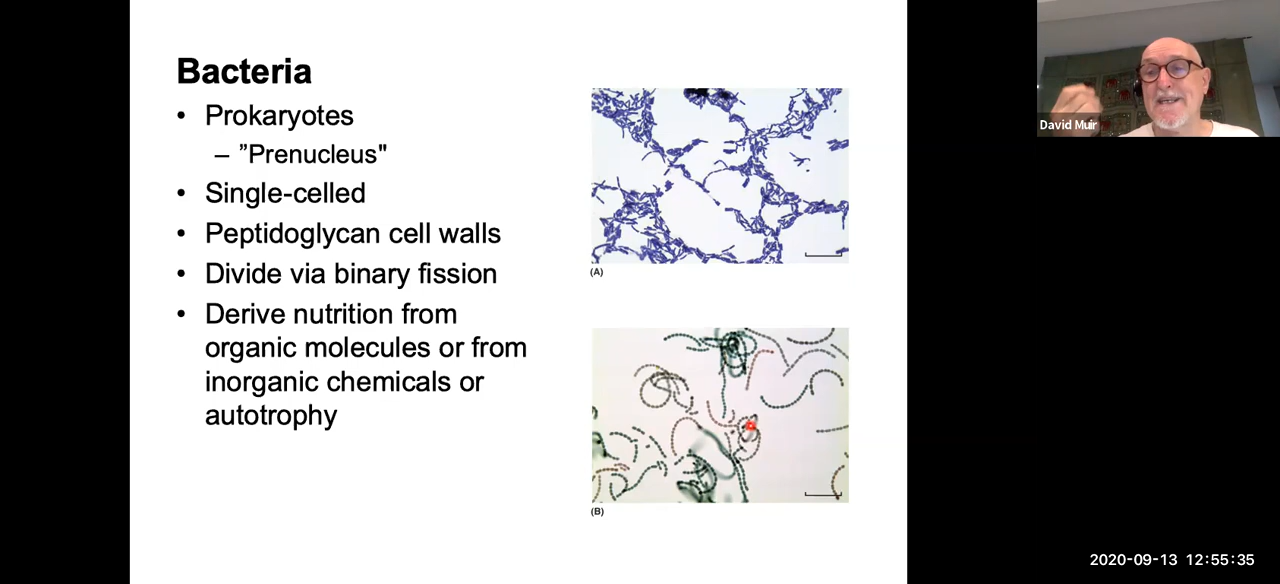 Bacteria
• Prokaryotes
– ”Prenucleus"
• Single-celled
• Peptidoglycan cell walls
• Divide via binary fission
• Derive nutrition from
organic molecules or from
inorganic chemicals or
autotrophy
(A)
(B)
David Muir
2020-09-13 12:55:35